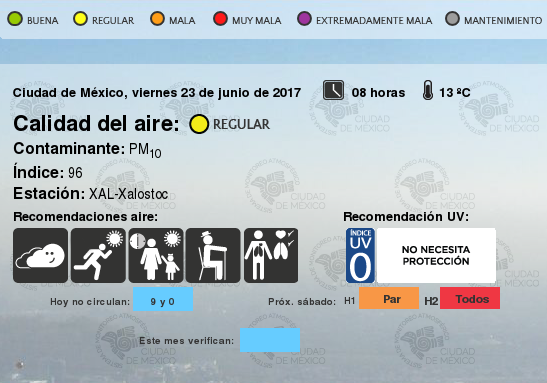 BUENA REGULAR MALA MUY MALA EXTREMADAMENTE MALA MANTENIMIENTO
Ciudad de México, viernes 23 de junio de 2017 08 horas 13 ºC
Calidad del aire: REGULAR
Contaminante: PM10
Índice: 96
Estación: XAL-Xalostoc
Recomendaciones aire: Recomendación UV:
ÍNDICE
UV
0
NO NECESITA
PROTECCIÓN
Hoy no circulan: 9 y 0 Próx. sábado: H1 Par H2 Todos
Este mes verifican:
CIUDAD
DE MÉXICO